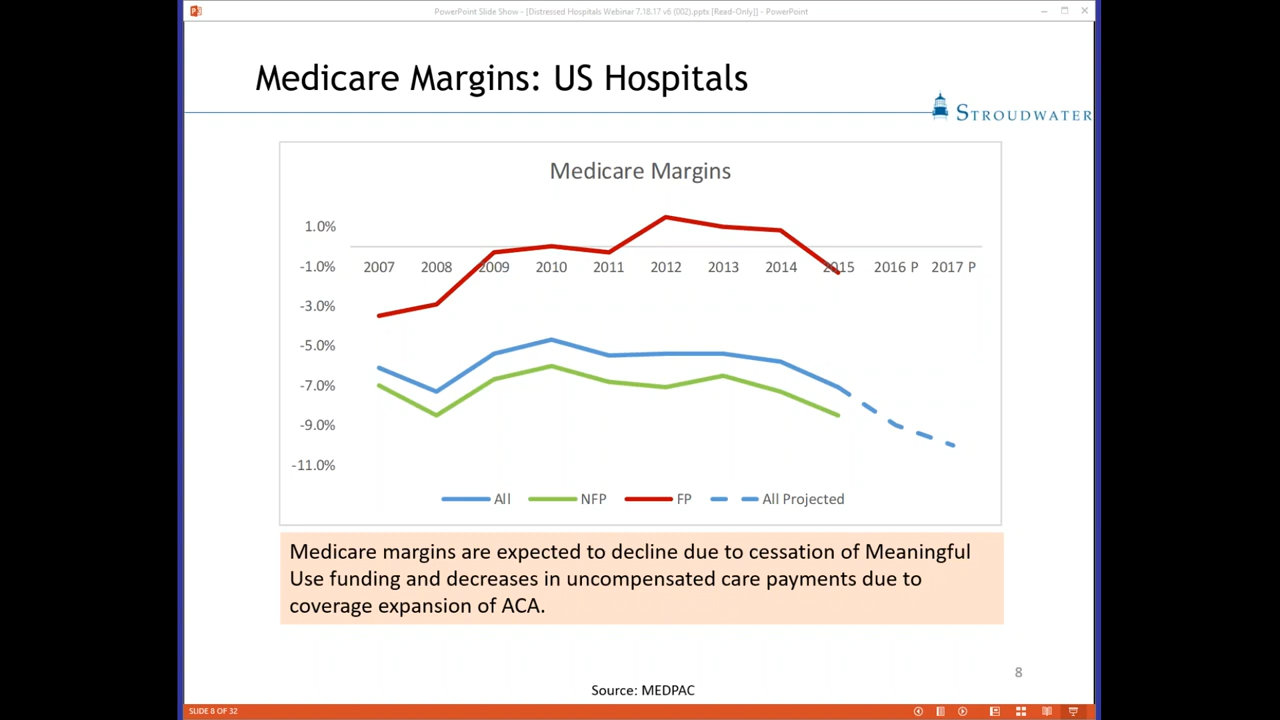 PowerPoint Slide Show - [Distressed Hospitals Webinar 7.18.17 v6 (002).pptx [Read-Only]] - PowerPoint
Medicare Margins: US Hospitals
STROUDWATER
Medicare Margins
1.0%
-1.0%
2007 2008 2009 2010 2011 2012 2013 2014 2015 2016 P 2017 P
-3.0%
-5.0%
-7.0%
-9.0%
-11.0%
All NFP FP All Projected
Medicare margins are expected to decline due to cessation of Meaningful
Use funding and decreases in uncompensated care payments due to
coverage expansion of ACA.
8
Source: MEDPAC
SLIDE 8 OF 32